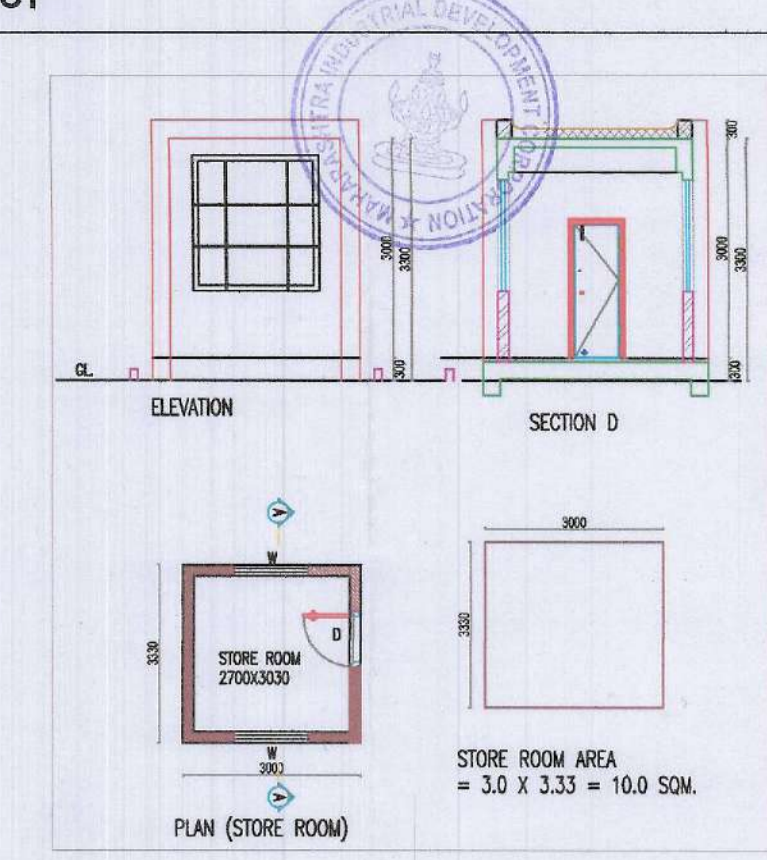 MAHARASHTRA INDUSTRIAL DEVELOPMENT CORPORATION ★
3000
3300
300
300
3000
3300
300
GL.
ELEVATION
SECTION D
A
W
3330
D
STORE ROOM
2700X3030
W
3000
A
PLAN (STORE ROOM)
3000
3330
STORE ROOM AREA
= 3.0 X 3.33 = 10.0 SQM.